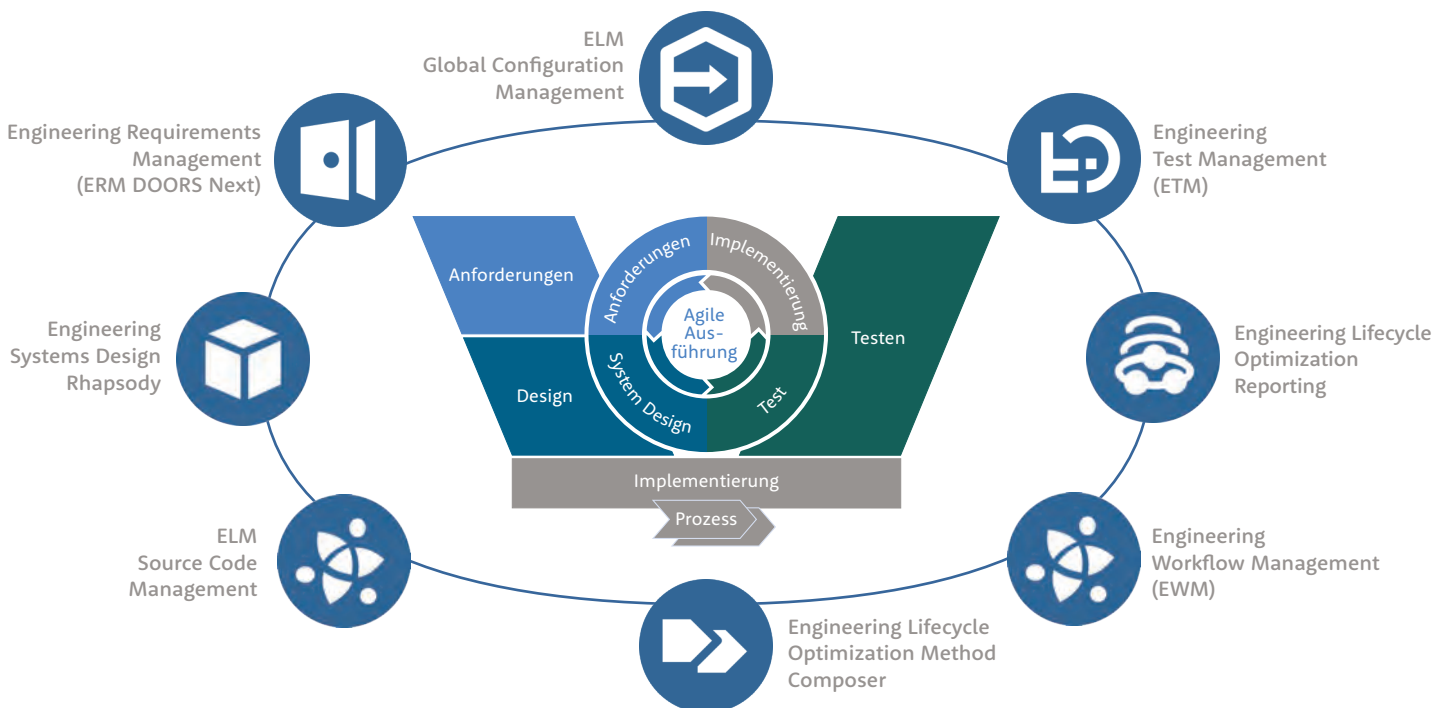 ELM
Global Configuration
Management
Engineering Requirements
Management
(ERM DOORS Next)
Engineering
Test Management
(ETM)
Engineering
Systems Design
Rhapsody
Engineering Lifecycle
Optimization
Reporting
ELM
Source Code
Management
Engineering
Workflow Management
(EWM)
Engineering Lifecycle
Optimization Method
Composer
Anforderungen
Design
Anforderungen
Implementierung
System Design
Test
Agile
Aus-
führung
Testen
Implementierung
Prozess